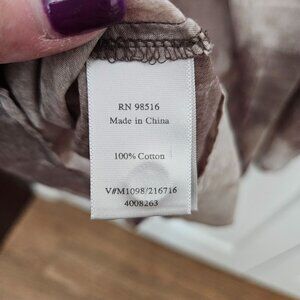 RN 98516
Made in China
100% Cotton
V#M1098/216716
4008263